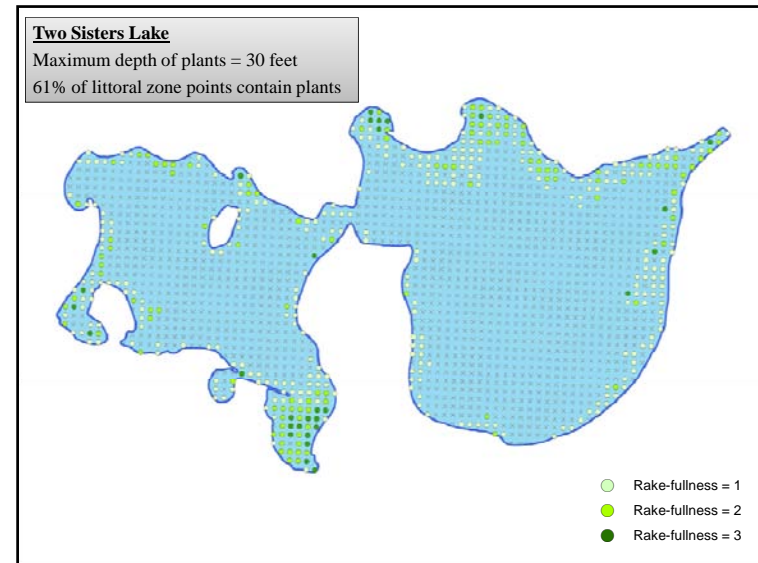 Two Sisters Lake
Maximum depth of plants = 30 feet
61% of littoral zone points contain plants
Rake-fullness = 1
Rake-fullness = 2
Rake-fullness = 3